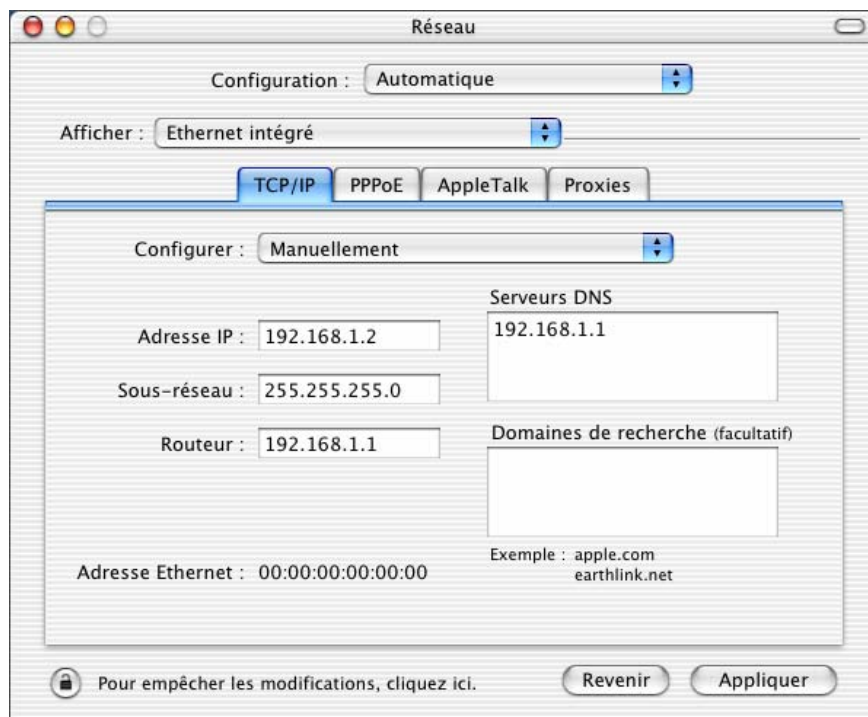 Réseau
Configuration : Automatique
Afficher : Ethernet intégré
TCP/IP PPPoE AppleTalk Proxies
Configurer : Manuellement
Serveurs DNS
192.168.1.1
Adresse IP : 192.168.1.2
Sous-réseau : 255.255.255.0
Routeur : 192.168.1.1
Domaines de recherche (facultatif)
Exemple : apple.com
earthlink.net
Adresse Ethernet : 00:00:00:00:00:00
Pour empêcher les modifications, cliquez ici.
Revenir
Appliquer